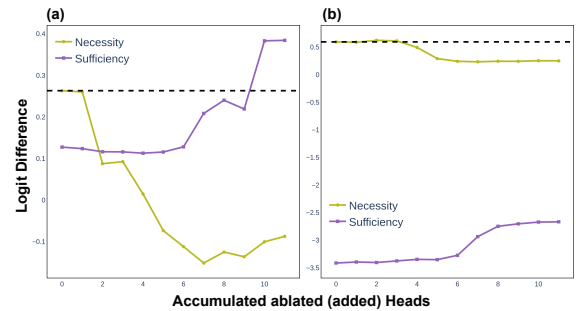 (a)
(b)
Logit Difference
0.4
0.3
0.2
0.1
0
−0.1
Necessity
Sufficiency
0 2 4 6 8 10
0.5
0
−0.5
−1
−1.5
−2
−2.5
−3
−3.5
Necessity
Sufficiency
0 2 4 6 8 10
Accumulated ablated (added) Heads